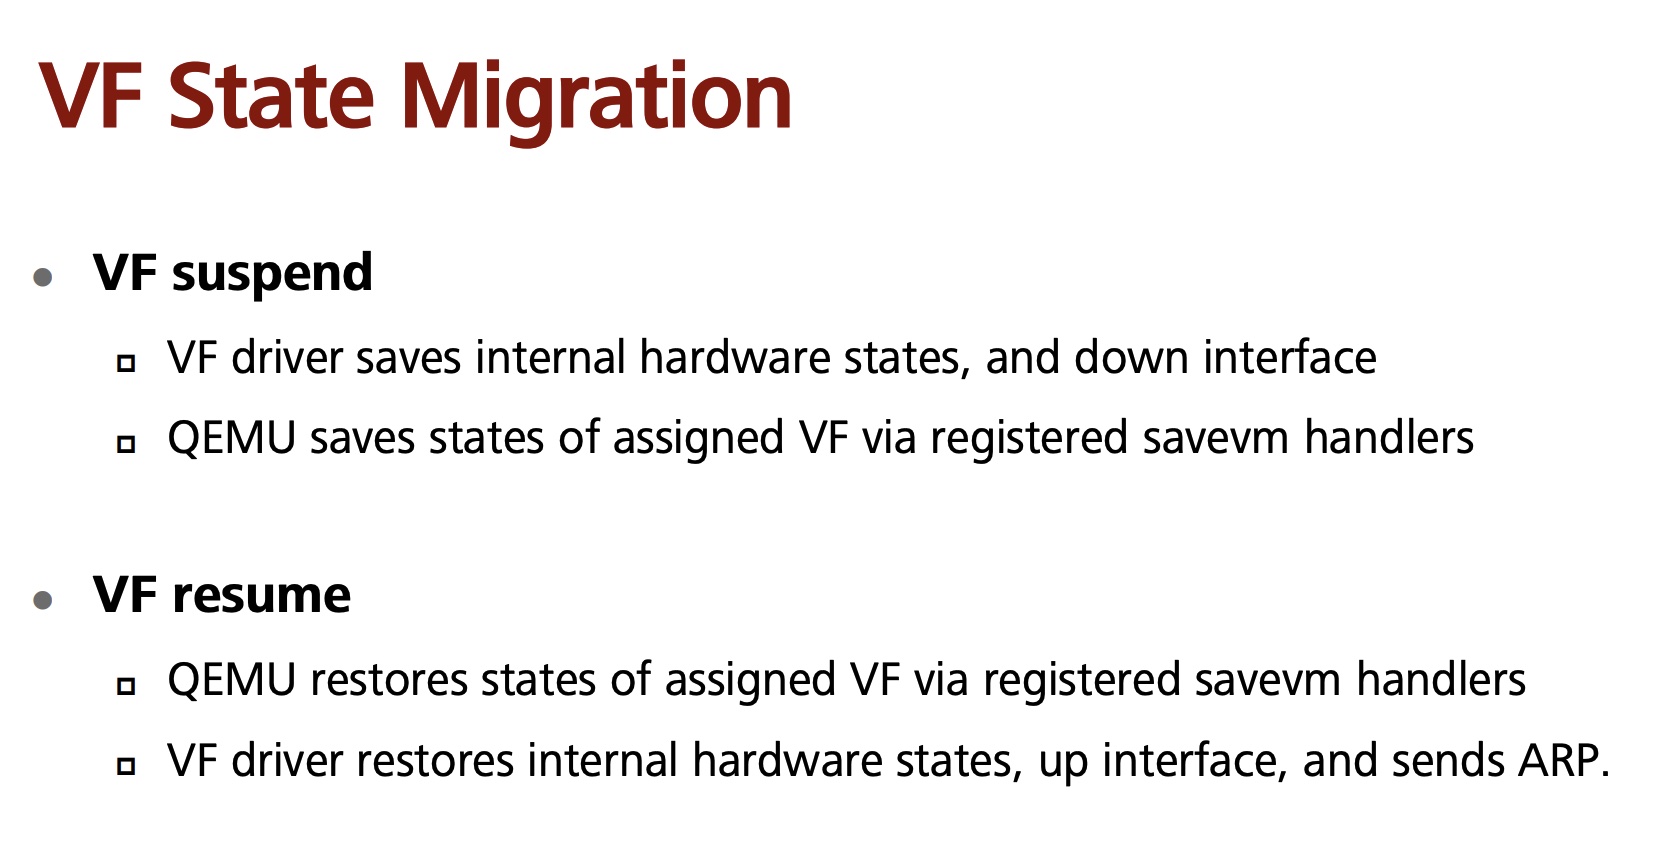 VF State Migration
VF suspend
VF driver saves internal hardware states, and down interface
QEMU saves states of assigned VF via registered savevm handlers
VF resume
QEMU restores states of assigned VF via registered savevm handlers
VF driver restores internal hardware states, up interface, and sends ARP.